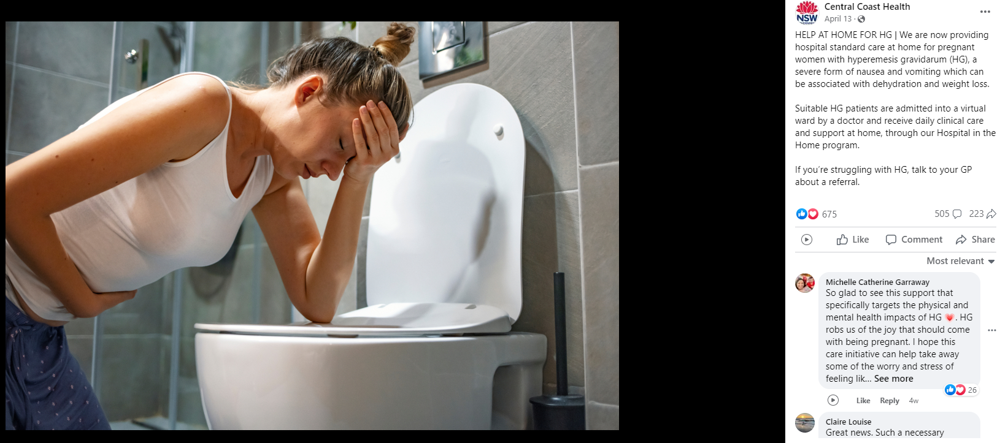 Central Coast Health
NSW
April 13
HELP AT HOME FOR HG | We are now providing
hospital standard care at home for pregnant
women with hyperemesis gravidarum (HG), a
severe form of nausea and vomiting which can
be associated with dehydration and weight loss.
Suitable HG patients are admitted into a virtual
ward by a doctor and receive daily clinical care
and support at home, through our Hospital in the
Home program.
If you're struggling with HG, talk to your GP
about a referral.
675
505 223
Like Comment Share
Most relevant
Michelle Catherine Garraway
So glad to see this support that
specifically targets the physical and
mental health impacts of HG 💗. HG
robs us of the joy that should come
with being pregnant. I hope this
care initiative can help take away
some of the worry and stress of
feeling lik... See more
26
Like Reply 4w
Claire Louise
Great news. Such a necessary